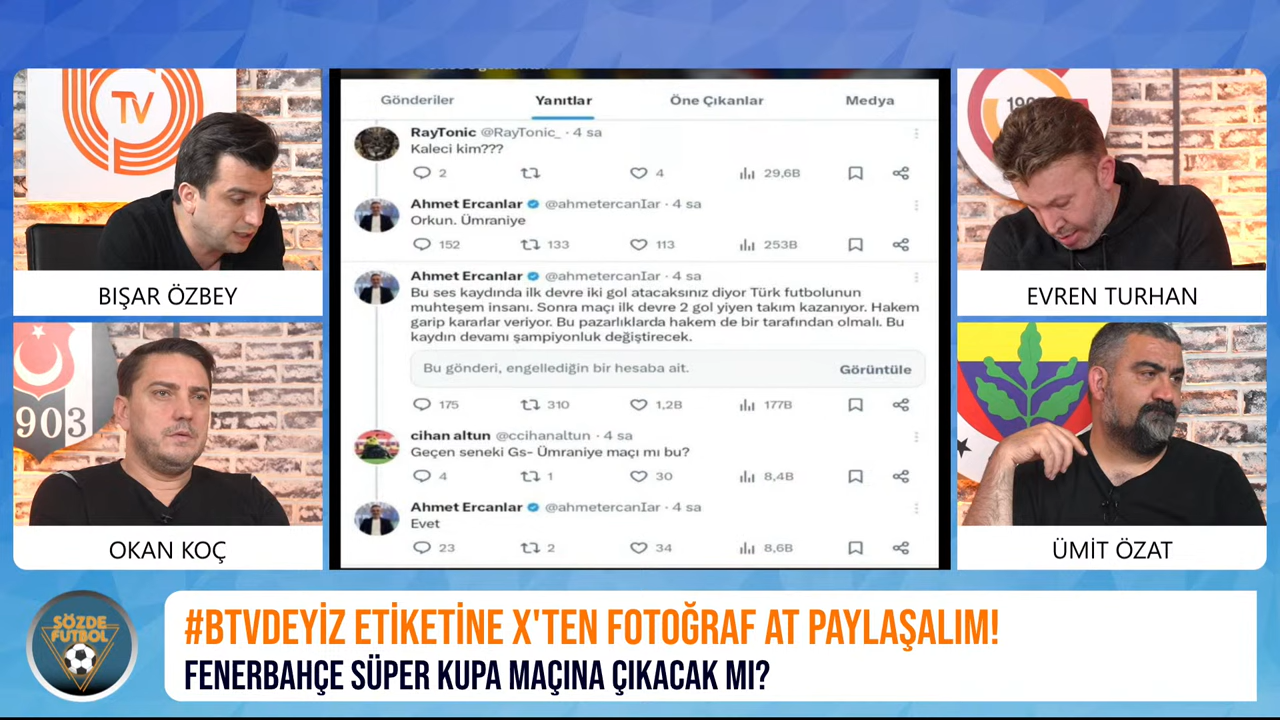 TV
BIŞAR ÖZBEY
903
OKAN KOÇ
Gönderiler Yanıtlar Öne Çıkanlar Medya
RayTonic @RayTonic_ · 4 sa
Kaleci kim???
2 4 29,6B
Ahmet Ercanlar @ahmetercanIar · 4 sa
Orkun. Ümraniye
152 133 113 253B
Ahmet Ercanlar @ahmetercanIar · 4 sa
Bu ses kaydında ilk devre iki gol atacaksınız diyor Türk futbolunun
muhteşem insanı. Sonra maçı ilk devre 2 gol yiyen takım kazanıyor. Hakem
garip kararlar veriyor. Bu pazarlıklarda hakem de bir tarafından olmalı. Bu
kaydın devamı şampiyonluk değiştirecek.
Bu gönderi, engellediğin bir hesaba ait. Görüntüle
175 310 1,2B 177B
cihan altun @ccihanaltun · 4 sa
Geçen seneki Gs- Ümraniye maçı mı bu?
4 1 30 8,4B
Ahmet Ercanlar @ahmetercanIar · 4 sa
Evet
23 2 34 8,6B
EVREN TURHAN
ÜMİT ÖZAT
SÖZDE
FUTBOL
#BTVDEYİZ ETİKETİNE X'TEN FOTOĞRAF AT PAYLAŞALIM!
FENERBAHÇE SÜPER KUPA MAÇINA ÇIKACAK MI?